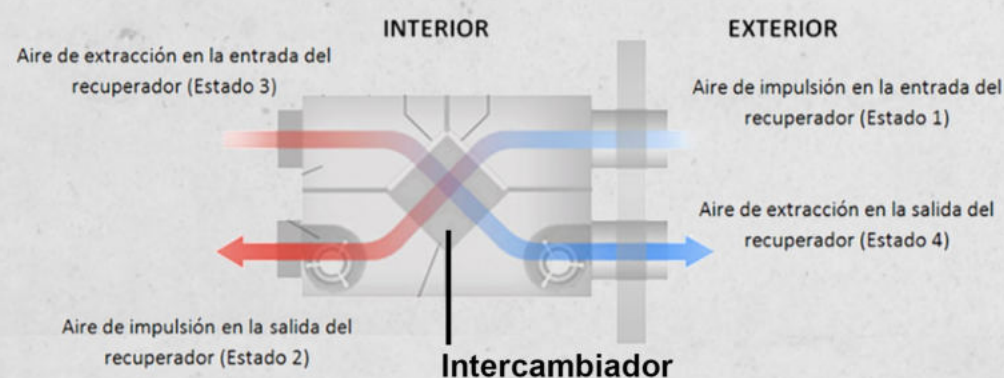 INTERIOR
EXTERIOR
Aire de extracción en la entrada del
recuperador (Estado 3)
Aire de impulsión en la entrada del
recuperador (Estado 1)
Aire de extracción en la salida del
recuperador (Estado 4)
Aire de impulsión en la salida del
recuperador (Estado 2)
Intercambiador